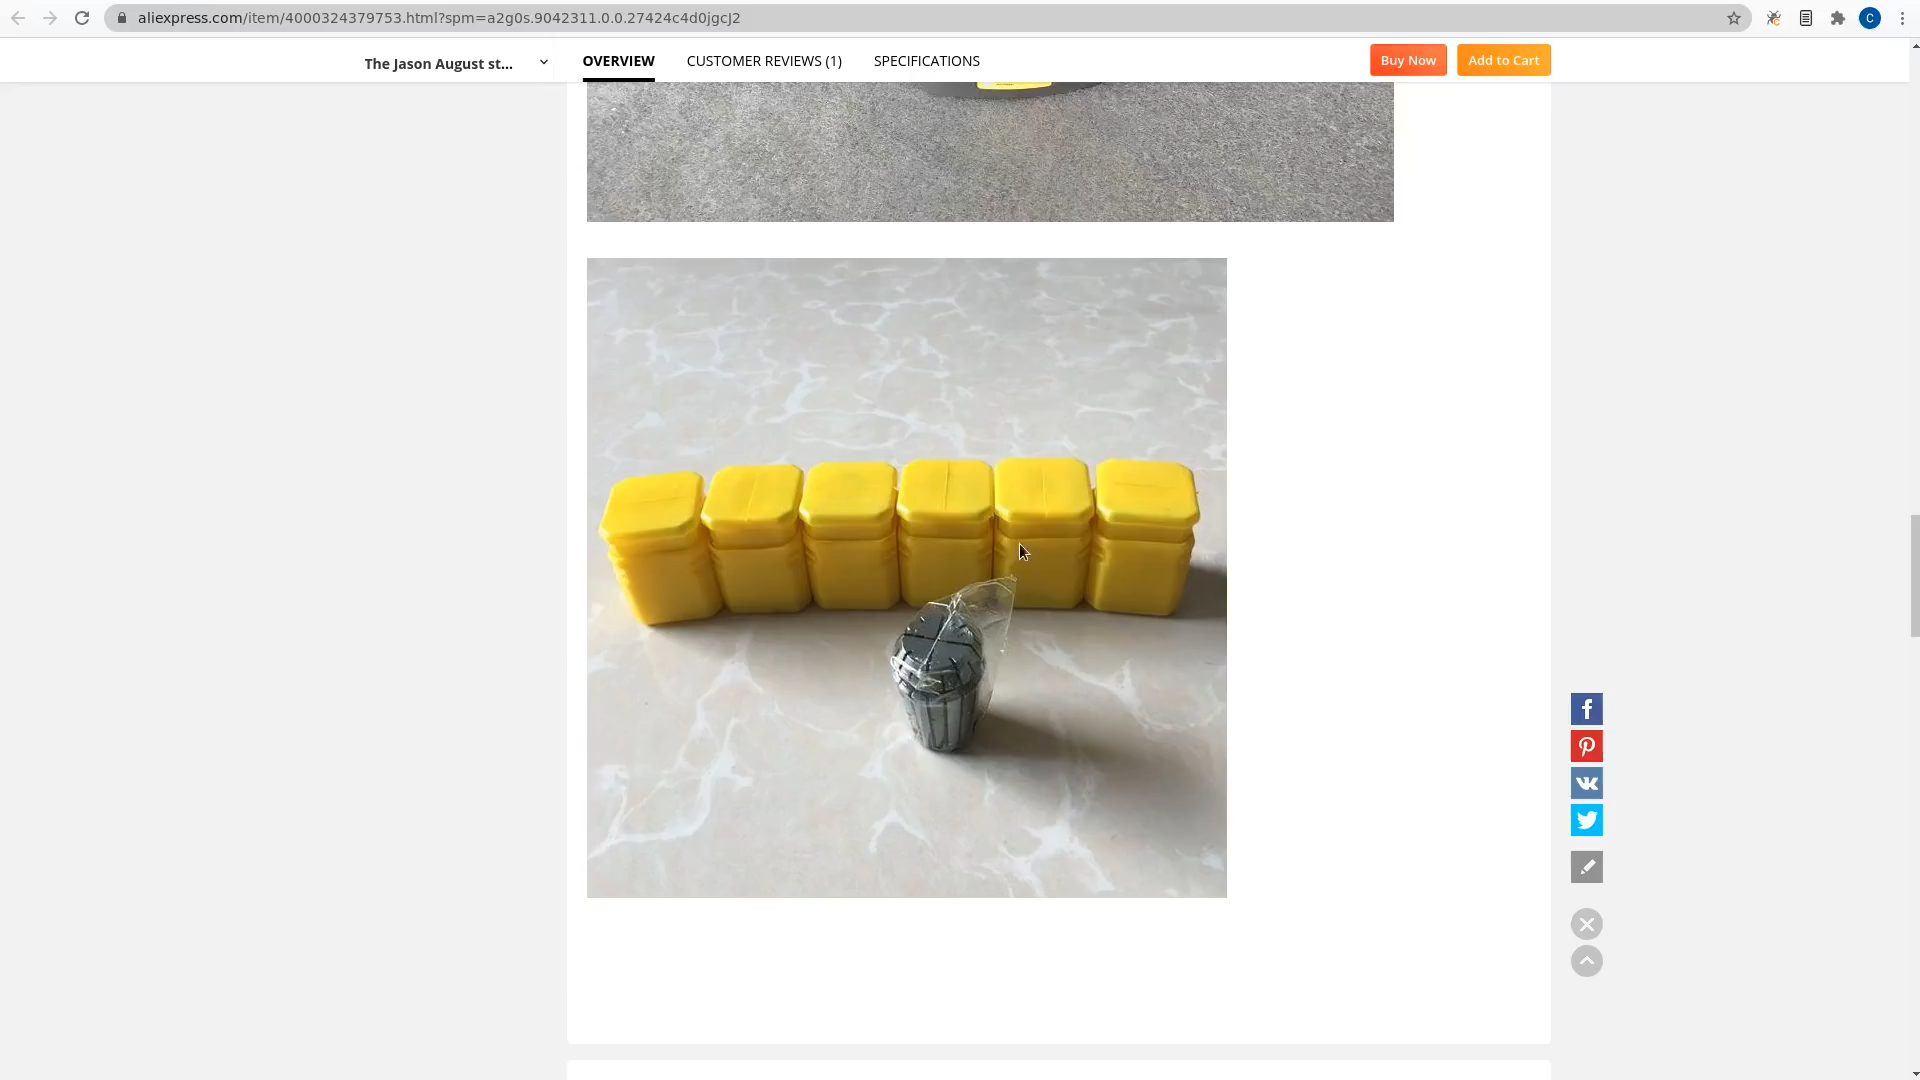 aliexpress.com/item/4000324379753.html?spm=a2g0s.9042311.0.0.27424c4d0jgcJ2
C
The Jason August st...
OVERVIEW
CUSTOMER REVIEWS (1)
SPECIFICATIONS
Buy Now
Add to Cart